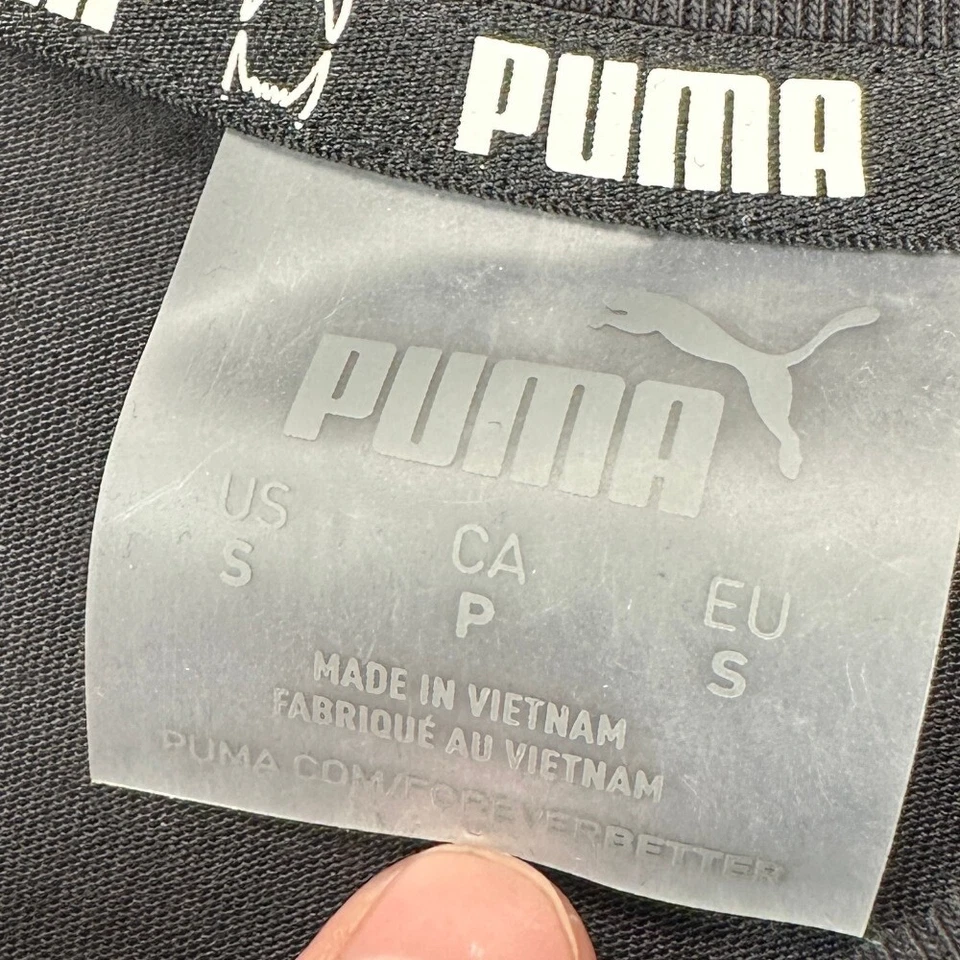 PUMA
PUMA
US CA EU
S P S
MADE IN VIETNAM
FABRIQUÉ AU VIETNAM
PUMA.COM/FOREVERBETTER